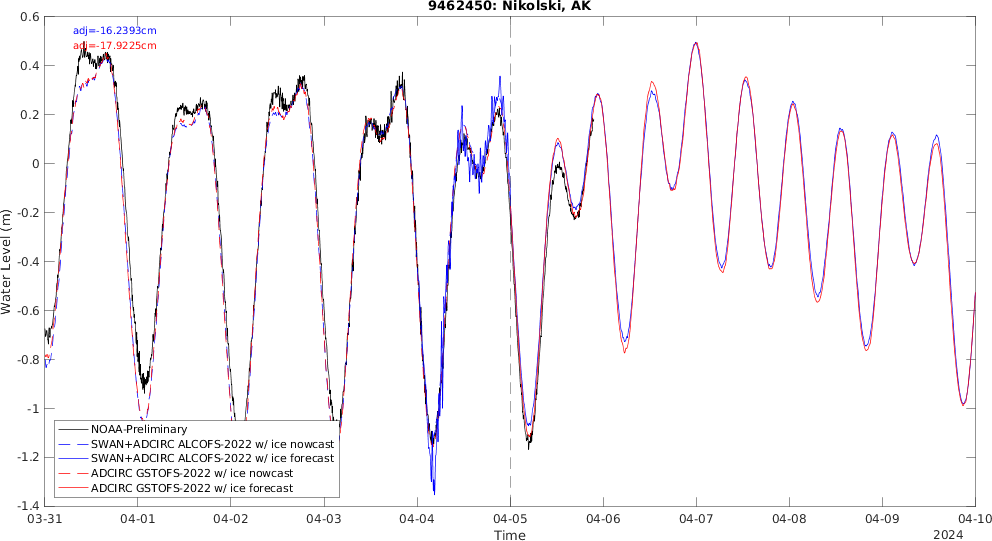 9462450: Nikolski, AK
adj=-16.2393cm
adj=-17.9225cm
0.6
0.4
0.2
0
-0.2
-0.4
-0.6
-0.8
-1
-1.2
-1.4
Water Level (m)
NOAA-Preliminary
SWAN+ADCIRC ALCOFS-2022 w/ ice nowcast
SWAN+ADCIRC ALCOFS-2022 w/ ice forecast
ADCIRC GSTOFS-2022 w/ ice nowcast
ADCIRC GSTOFS-2022 w/ ice forecast
03-31 04-01 04-02 04-03 04-04 04-05 04-06 04-07 04-08 04-09 04-10
Time
2024